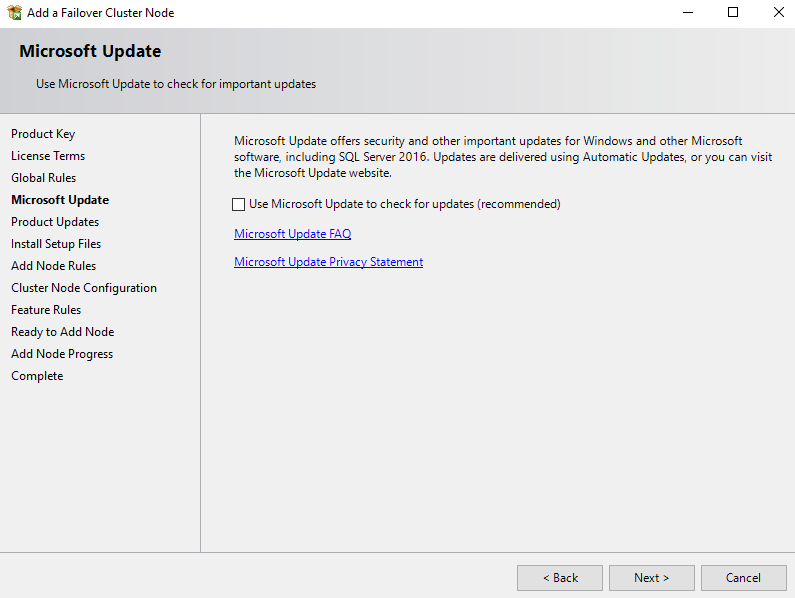 Add a Failover Cluster Node
Microsoft Update
Use Microsoft Update to check for important updates
Product Key
License Terms
Global Rules
Microsoft Update
Product Updates
Install Setup Files
Add Node Rules
Cluster Node Configuration
Feature Rules
Ready to Add Node
Add Node Progress
Complete
Microsoft Update offers security and other important updates for Windows and other Microsoft
software, including SQL Server 2016. Updates are delivered using Automatic Updates, or you can visit
the Microsoft Update website.
Use Microsoft Update to check for updates (recommended)
Microsoft Update FAQ
Microsoft Update Privacy Statement
< Back
Next >
Cancel